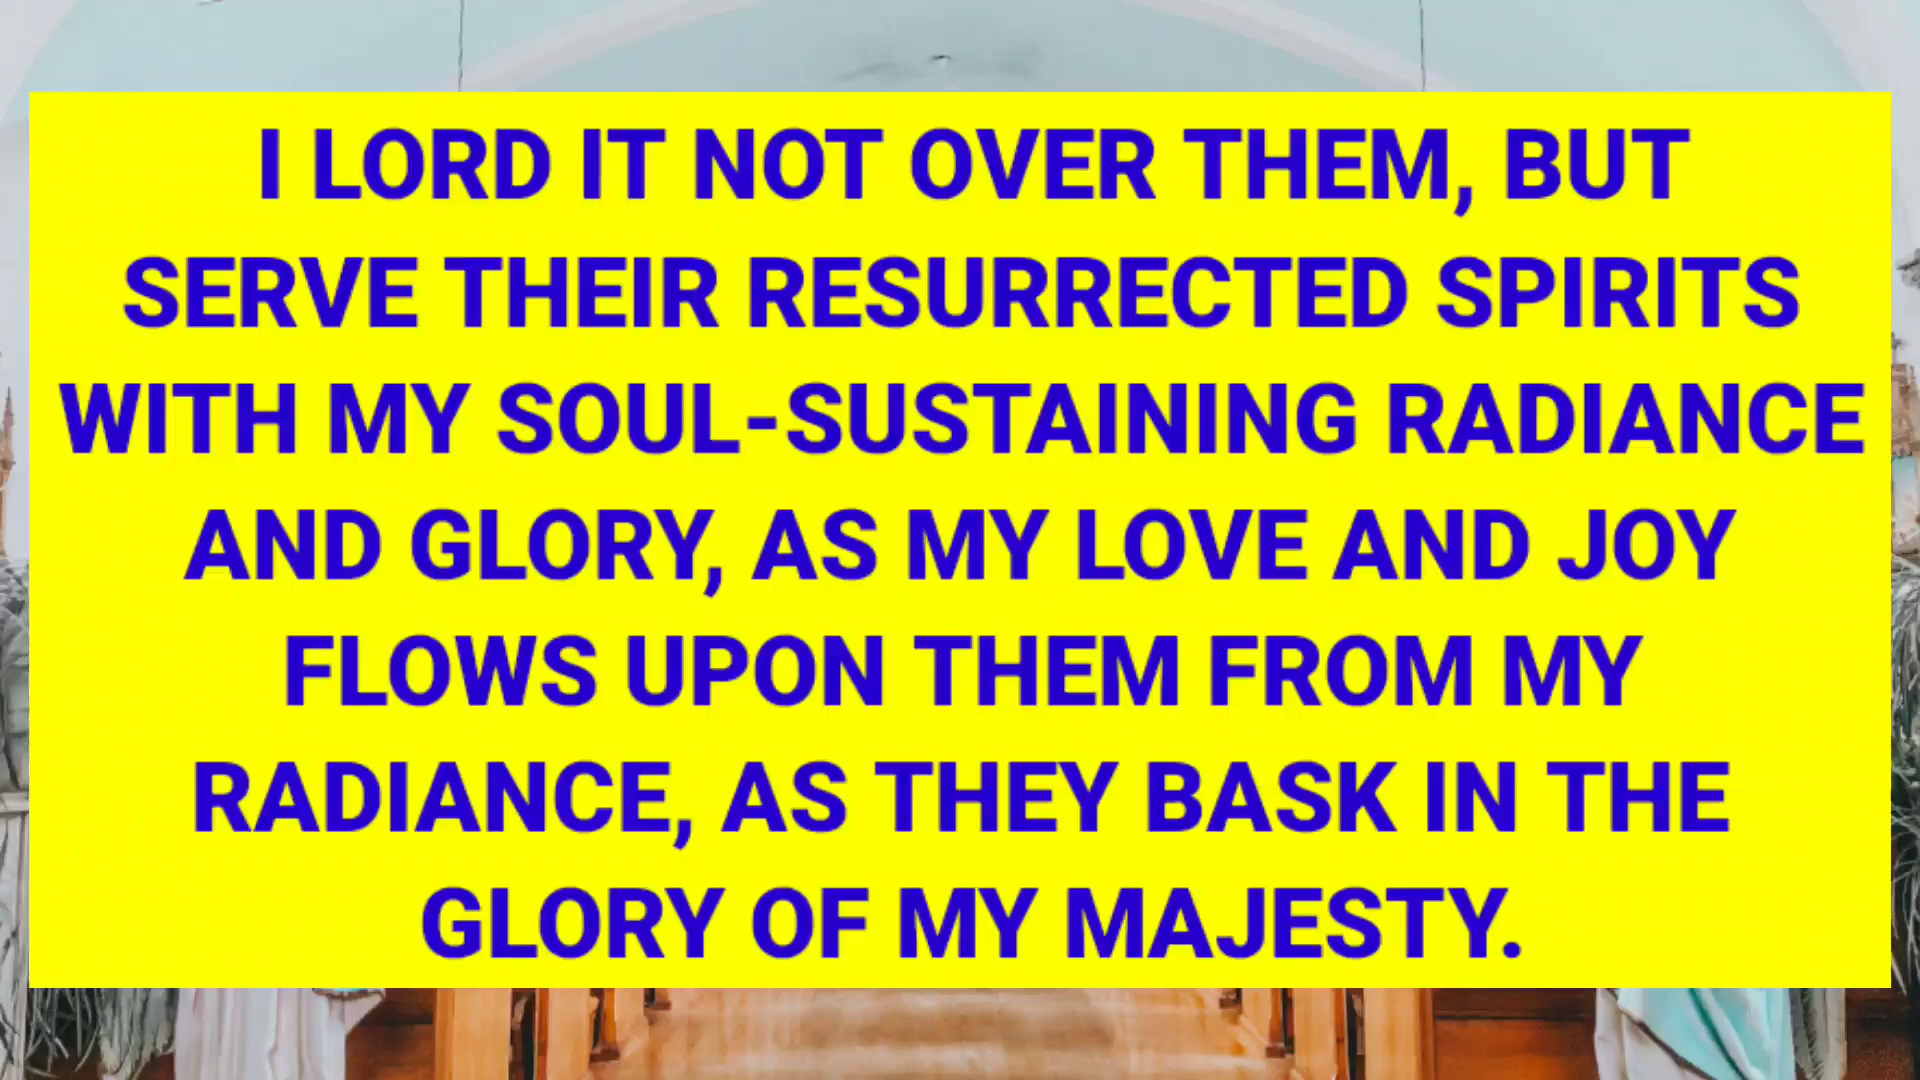 I LORD IT NOT OVER THEM, BUT
SERVE THEIR RESURRECTED SPIRITS
WITH MY SOUL-SUSTAINING RADIANCE
AND GLORY, AS MY LOVE AND JOY
FLOWS UPON THEM FROM MY
RADIANCE, AS THEY BASK IN THE
GLORY OF MY MAJESTY.